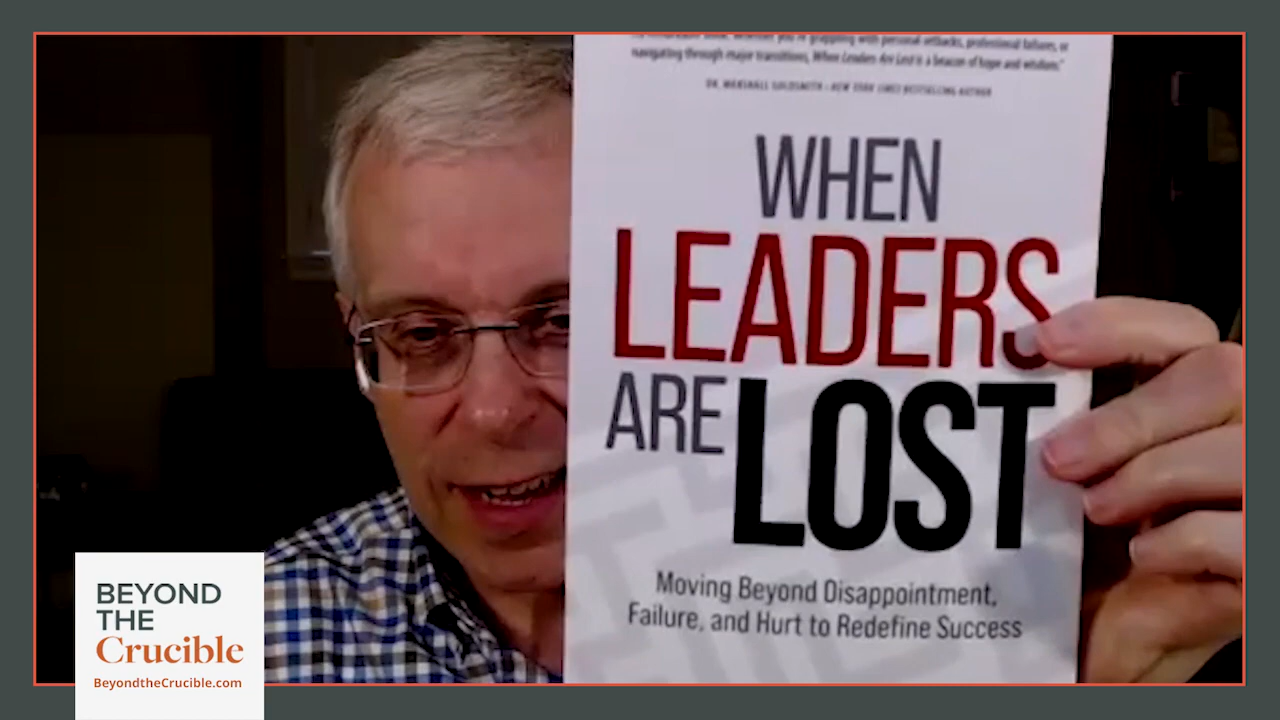 navigating through major transitions, When Leaders Are Lost is a beacon of hope and wisdom."
DR. MARSHALL GOLDSMITH - NEW YORK TIMES BESTSELLING AUTHOR
WHEN
LEADERS
ARE LOST
Moving Beyond Disappointment,
Failure, and Hurt to Redefine Success
BEYOND
THE
Crucible
BeyondtheCrucible.com